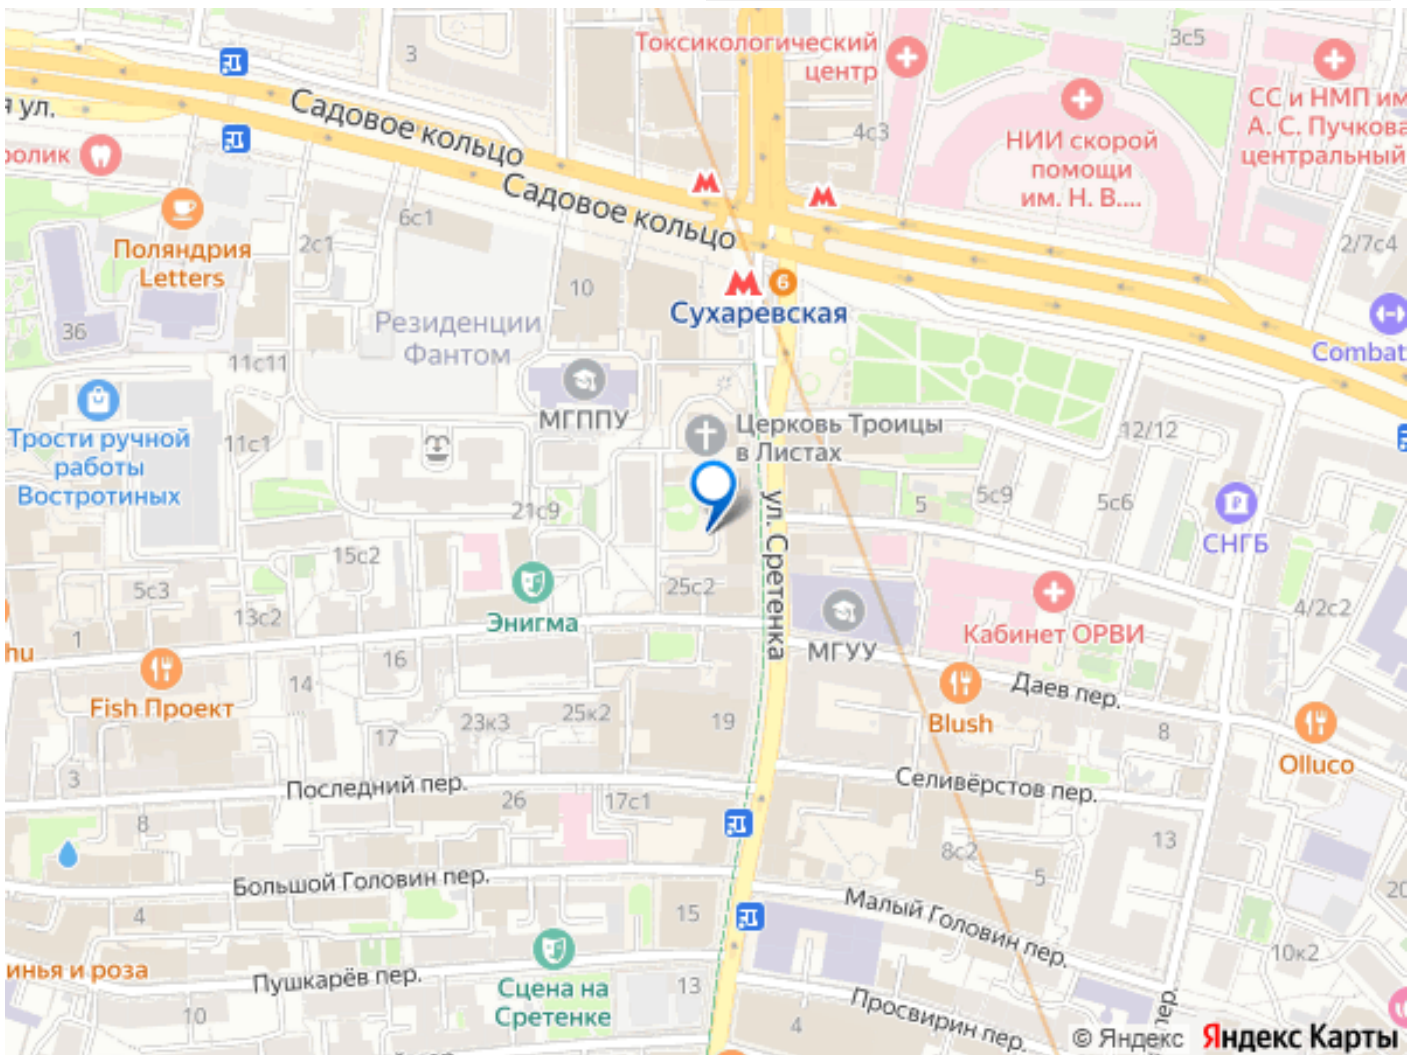 3
3с5
Токсикологический
центр
я ул.
Садовое кольцо
4с3
СС и НМП им
А. С. Пучкова
центральный
НИИ скорой
помощи
им. Н. В....
ролик
Садовое кольцо
6с1
2с1
2/7с4
Поляндрия
Letters
10
6
Сухаревская
36
Резиденции
Фантом
11с11
Combat
МГППУ
Церковь Троицы
в Листах
12/12
Трости ручной
работы
Востротиных
11с1
21с9
5
5с9
5с6
СНГБ
ул. Сретенка
15с2
5с3
25с2
13с2
Энигма
4/2с2
1
hu
МГУУ
Кабинет ОРВИ
16
14
Даев пер.
Fish Проект
23к3
25к2
19
Blush
8
17
Olluco
3
Последний пер.
Селивёрстов пер.
26
17с1
8
13
8с2
5
Большой Головин пер.
Малый Головин пер.
20
4
15
10к2
инья и роза
Пушкарёв пер.
Сцена на
Сретенке
13
10
4
Просвирин пер.
пер.
© Яндекс Яндекс Карты